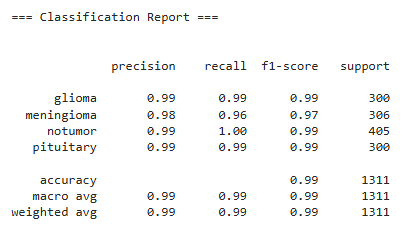 === Classification Report ===
precision recall f1-score support
glioma 0.99 0.99 0.99 300
meningioma 0.98 0.96 0.97 306
notumor 0.99 1.00 0.99 405
pituitary 0.99 0.99 0.99 300
accuracy 0.99 1311
macro avg 0.99 0.99 0.99 1311
weighted avg 0.99 0.99 0.99 1311